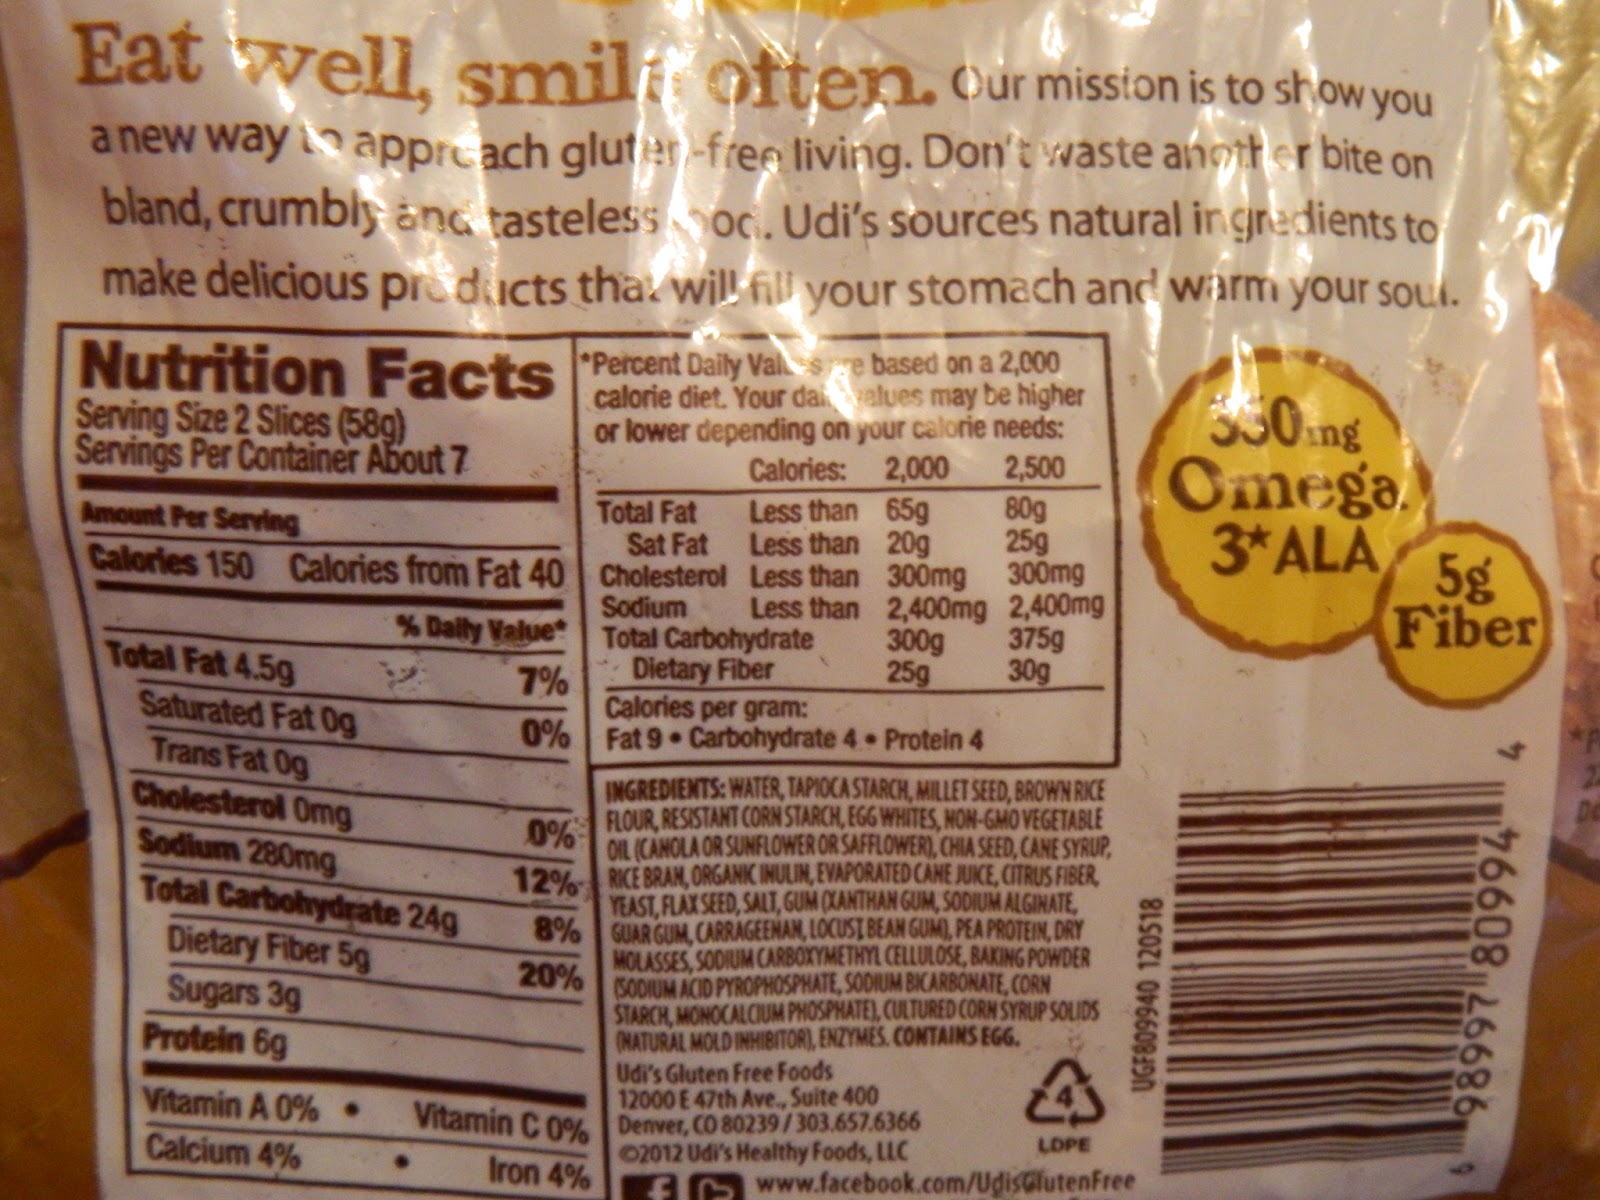 Eat well, smile often. Our mission is to show you
a new way to approach gluten-free living. Don't waste another bite on
bland, crumbly and tasteless food. Udi's sources natural ingredients to
make delicious products that will fill your stomach and warm your soul.
Nutrition Facts
Serving Size 2 Slices (58g)
Servings Per Container About 7
Amount Per Serving
Calories 150 Calories from Fat 40
% Daily Value*
Total Fat 4.5g 7%
Saturated Fat 0g 0%
Trans Fat 0g
Cholesterol 0mg 0%
Sodium 280mg 12%
Total Carbohydrate 24g 8%
Dietary Fiber 5g 20%
Sugars 3g
Protein 6g
Vitamin A 0% • Vitamin C 0%
Calcium 4% • Iron 4%
*Percent Daily Values are based on a 2,000
calorie diet. Your daily values may be higher
or lower depending on your calorie needs:
Calories: 2,000 2,500
Total Fat Less than 65g 80g
Sat Fat Less than 20g 25g
Cholesterol Less than 300mg 300mg
Sodium Less than 2,400mg 2,400mg
Total Carbohydrate 300g 375g
Dietary Fiber 25g 30g
Calories per gram:
Fat 9 • Carbohydrate 4 • Protein 4
INGREDIENTS: WATER, TAPIOCA STARCH, MILLET SEED, BROWN RICE
FLOUR, RESISTANT CORN STARCH, EGG WHITES, NON-GMO VEGETABLE
OIL (CANOLA OR SUNFLOWER OR SAFFLOWER), CHIA SEED, CANE SYRUP,
RICE BRAN, ORGANIC INULIN, EVAPORATED CANE JUICE, CITRUS FIBER,
YEAST, FLAX SEED, SALT, GUM (XANTHAN GUM, SODIUM ALGINATE,
GUAR GUM, CARRAGEENAN, LOCUST BEAN GUM), PEA PROTEIN, DRY
MOLASSES, SODIUM CARBOXYMETHYL CELLULOSE, BAKING POWDER
(SODIUM ACID PYROPHOSPHATE, SODIUM BICARBONATE, CORN
STARCH, MONOCALCIUM PHOSPHATE), CULTURED CORN SYRUP SOLIDS
(NATURAL MOLD INHIBITOR), ENZYMES. CONTAINS EGG.
Udi's Gluten Free Foods
12000 E 47th Ave., Suite 400
Denver, CO 80239 / 303.657.6366
©2012 Udi's Healthy Foods, LLC
www.facebook.com/UdisGlutenFree
4
LDPE
350mg
Omega
3* ALA
5g
Fiber
UGF809940 120518
6 98997 80994 4